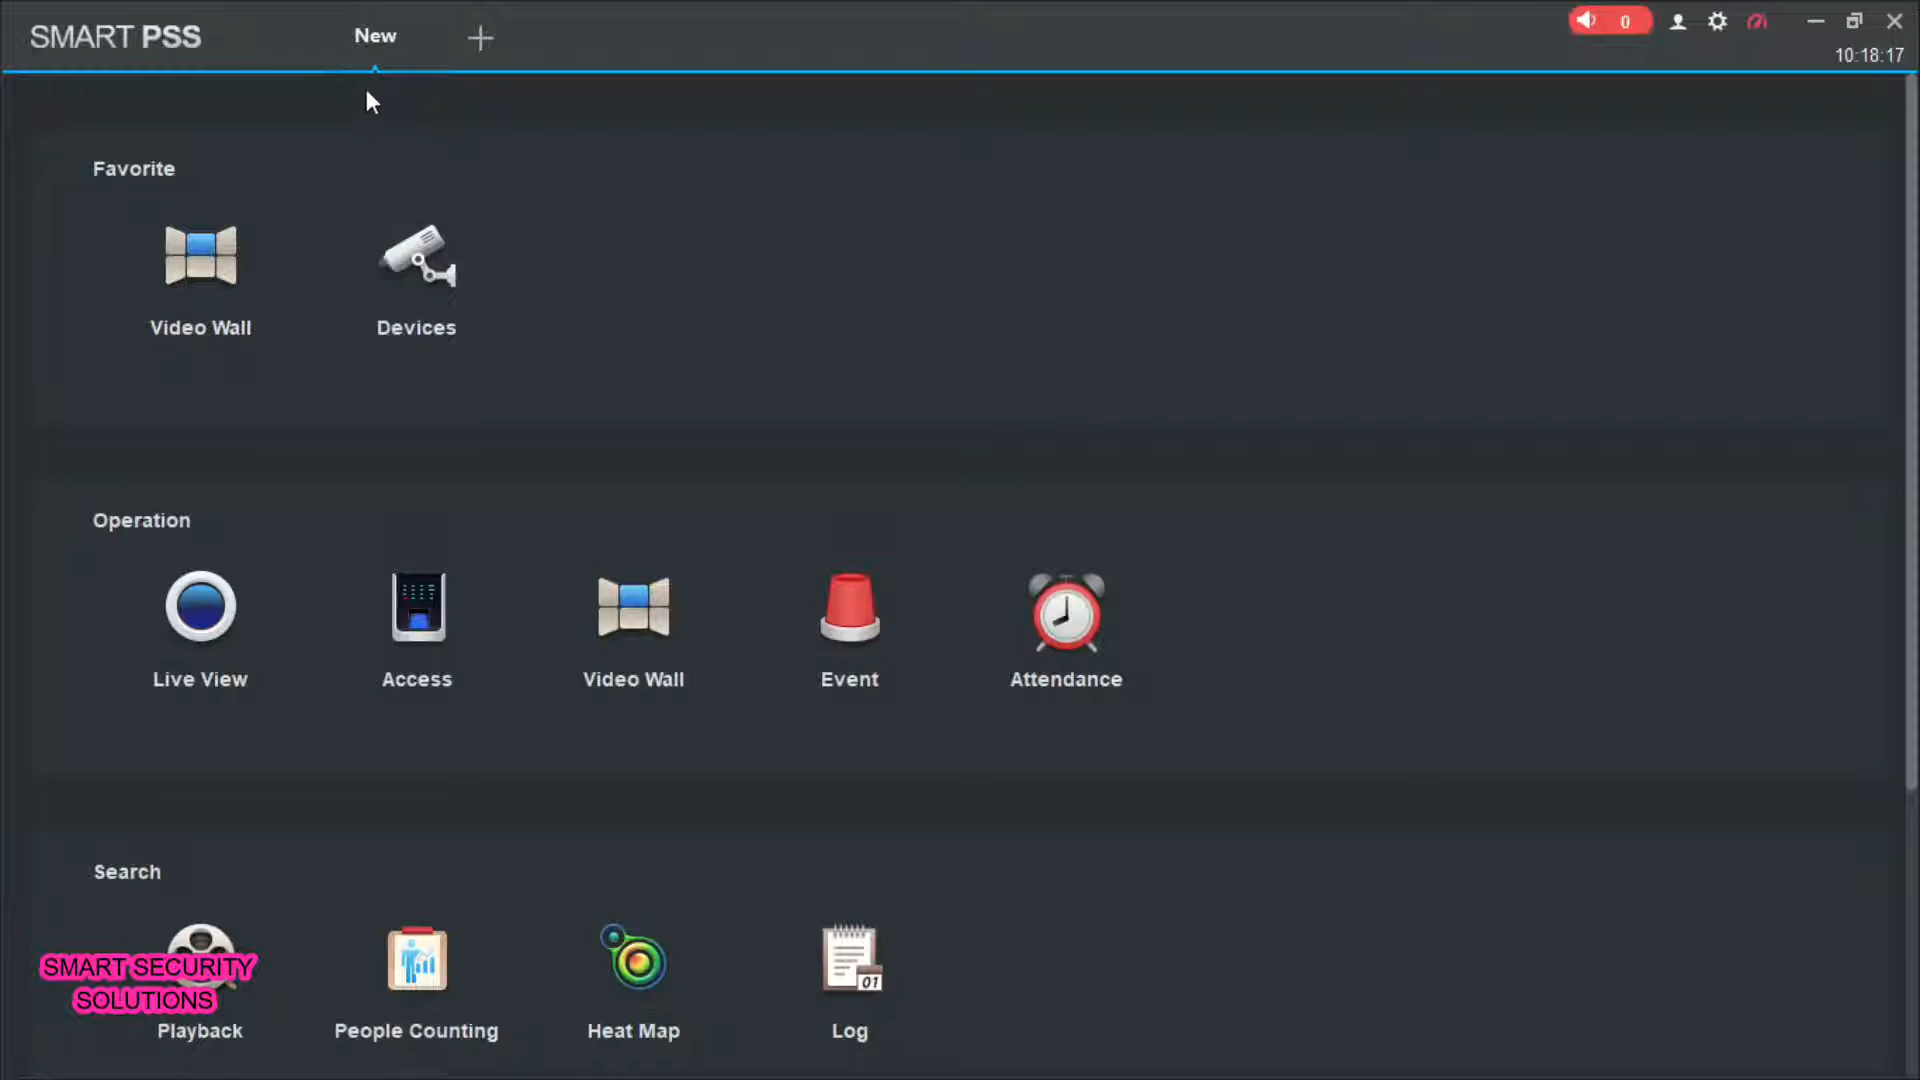 SMART PSS
New
0
10:18:17
Favorite
Video Wall
Devices
Operation
Live View
Access
Video Wall
Event
Attendance
Search
01
SMART SECURITY
SOLUTIONS
Playback
People Counting
Heat Map
Log